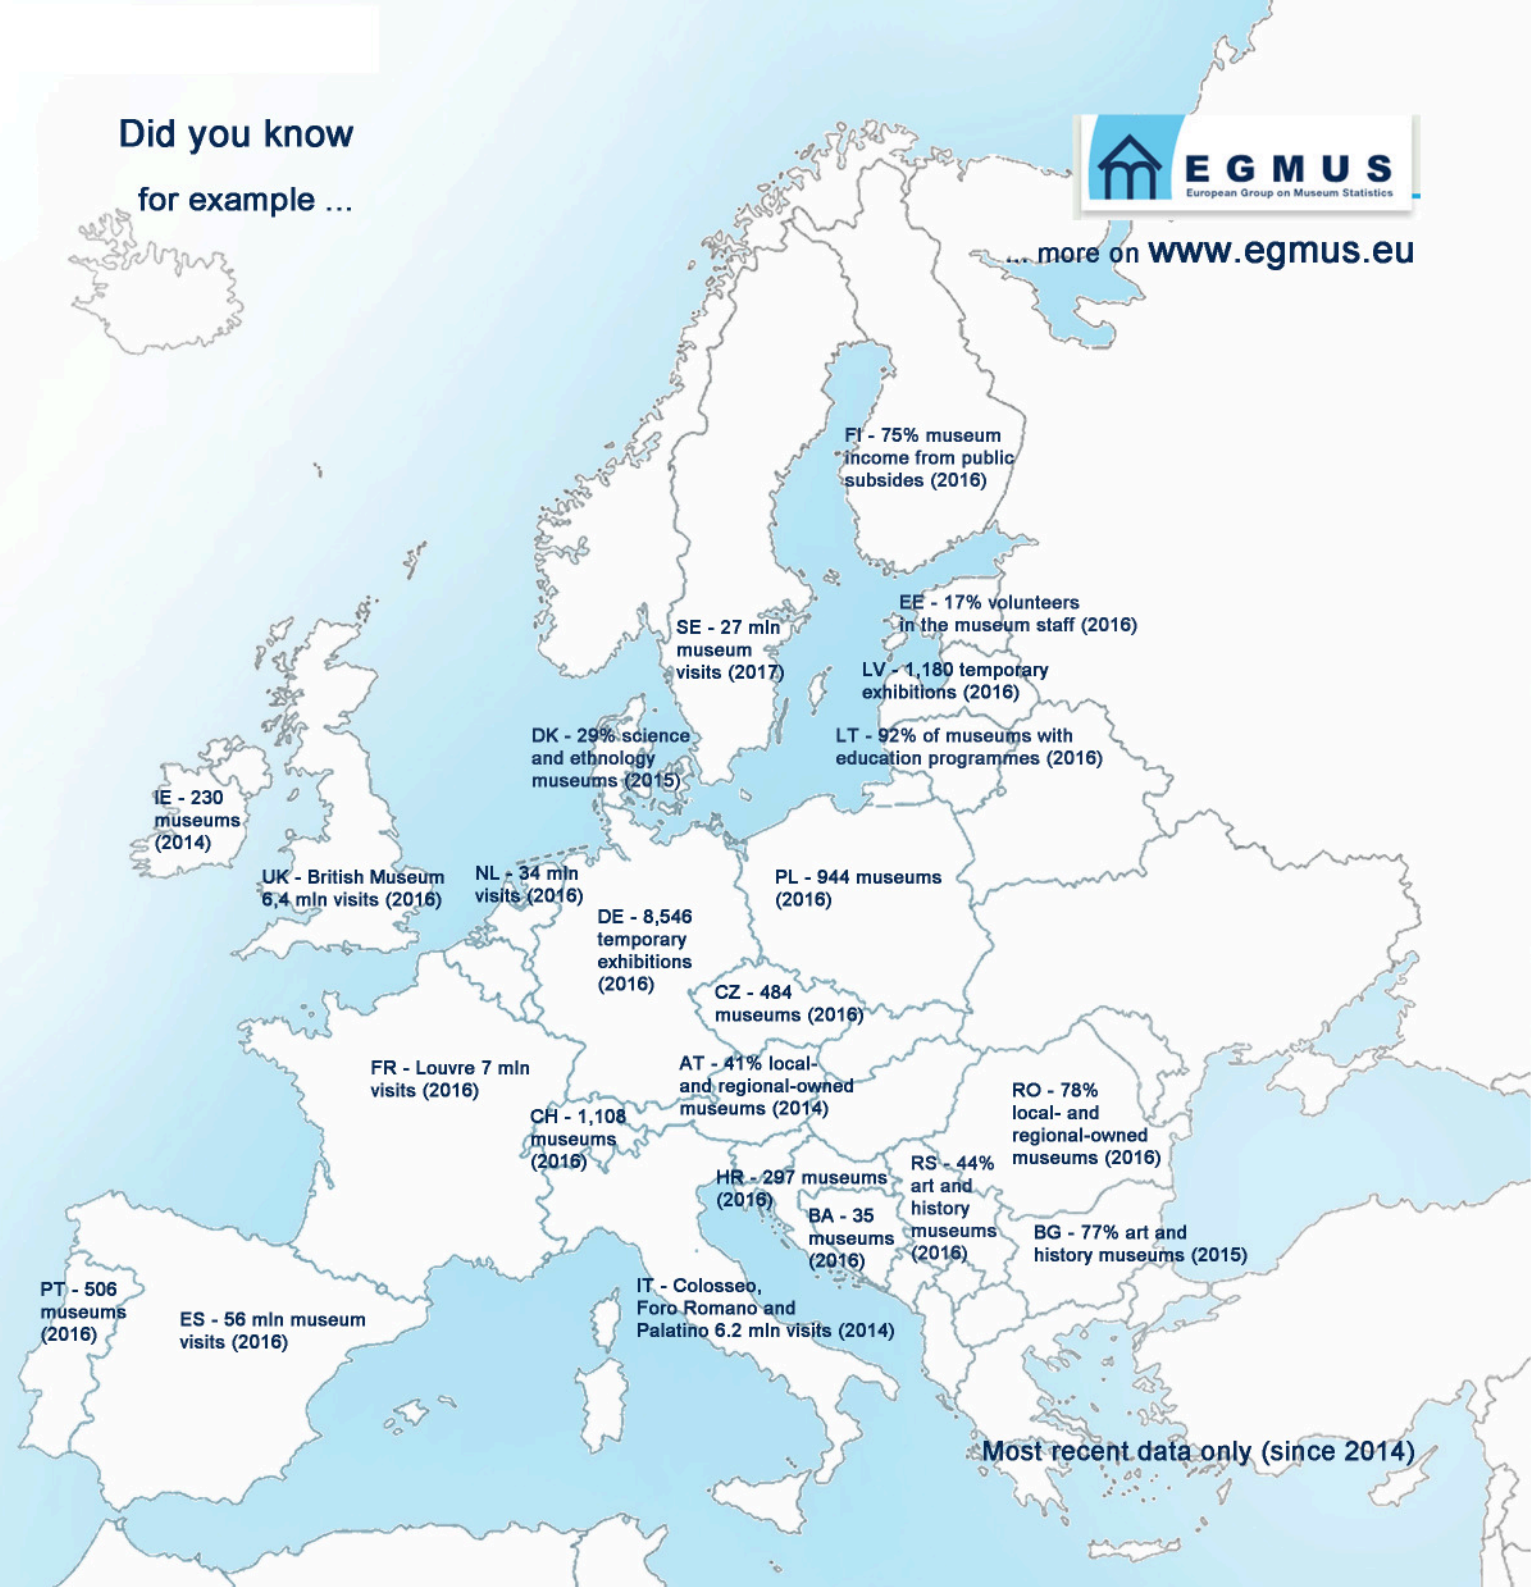 Did you know
for example ...
EGMUS
European Group on Museum Statistics
... more on www.egmus.eu
FI - 75% museum
income from public
subsides (2016)
EE - 17% volunteers
in the museum staff (2016)
SE - 27 mln
museum
visits (2017)
LV - 1,180 temporary
exhibitions (2016)
DK - 29% science
and ethnology
museums (2015)
LT - 92% of museums with
education programmes (2016)
IE - 230
museums
(2014)
UK - British Museum
6,4 mln visits (2016)
NL - 34 mln
visits (2016)
PL - 944 museums
(2016)
DE - 8,546
temporary
exhibitions
(2016)
CZ - 484
museums (2016)
FR - Louvre 7 mln
visits (2016)
AT - 41% local-
and regional-owned
museums (2014)
RO - 78%
local- and
regional-owned
museums (2016)
CH - 1,108
museums
(2016)
HR - 297 museums
(2016)
RS - 44%
art and
history
museums
(2016)
BA - 35
museums
(2016)
BG - 77% art and
history museums (2015)
PT - 506
museums
(2016)
ES - 56 mln museum
visits (2016)
IT - Colosseo,
Foro Romano and
Palatino 6.2 mln visits (2014)
Most recent data only (since 2014)